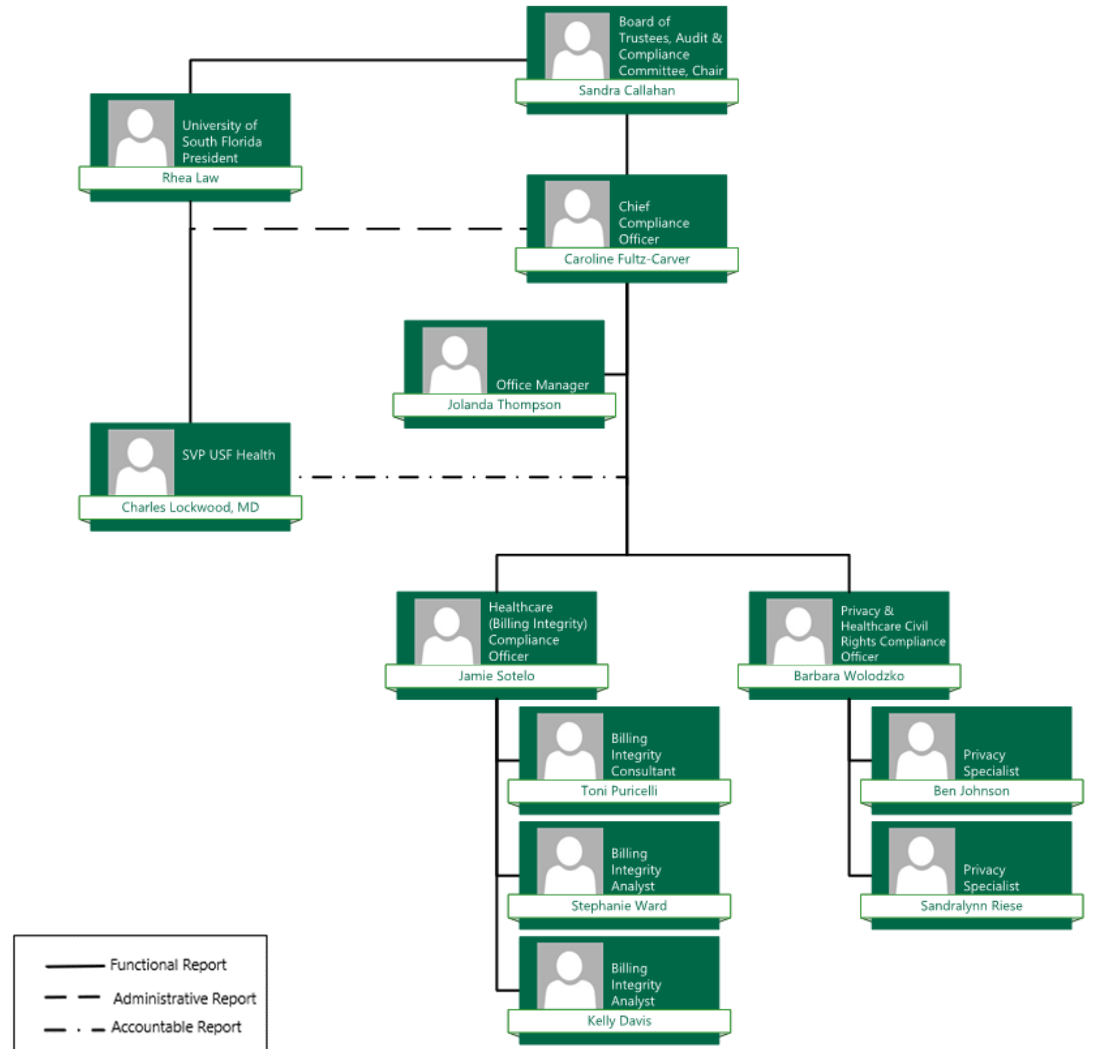 Board of
Trustees, Audit &
Compliance
Committee, Chair
Sandra Callahan
University of
South Florida
President
Rhea Law
Chief
Compliance
Officer
Caroline Fultz-Carver
Office Manager
Jolanda Thompson
SVP USF Health
Charles Lockwood, MD
Healthcare
(Billing Integrity)
Compliance
Officer
Jamie Sotelo
Privacy &
Healthcare Civil
Rights Compliance
Officer
Barbara Wolodzko
Billing
Integrity
Consultant
Toni Puricelli
Privacy
Specialist
Ben Johnson
Billing
Integrity
Analyst
Stephanie Ward
Privacy
Specialist
Sandralynn Riese
Billing
Integrity
Analyst
Kelly Davis
Functional Report
Administrative Report
Accountable Report